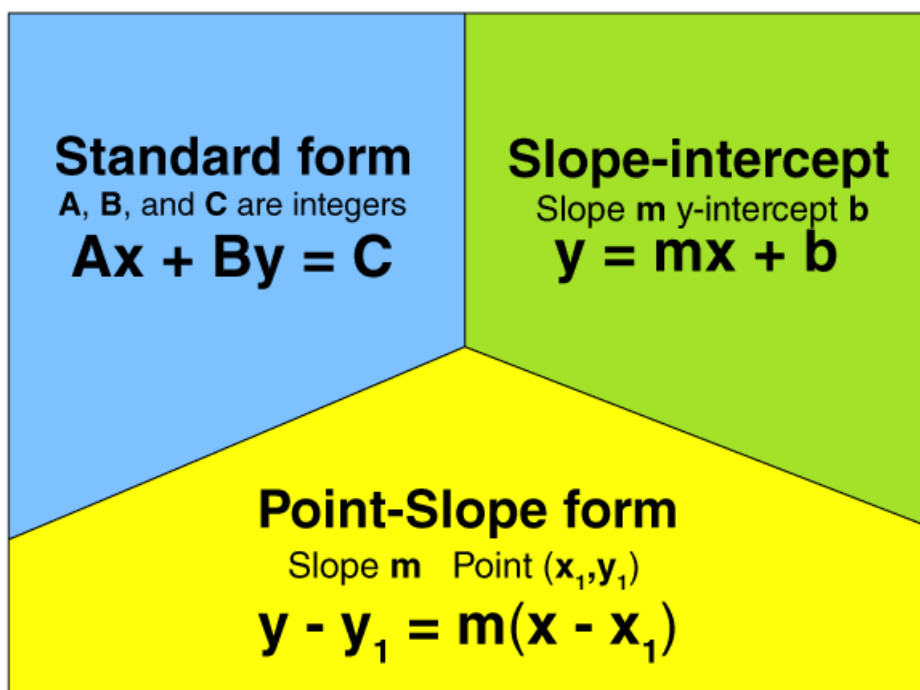 Standard form
A, B, and C are integers
Ax + By = C
Slope-intercept
Slope m y-intercept b
y = mx + b
Point-Slope form
Slope m Point (x₁,y₁)
y - y₁ = m(x - x₁)